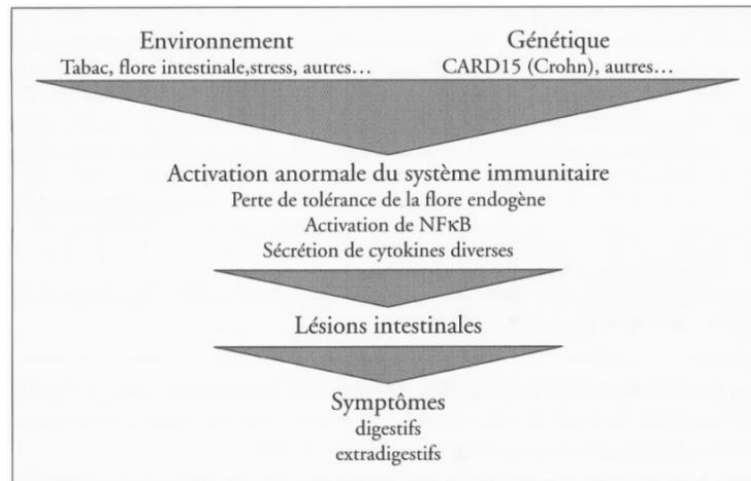 Environnement
Génétique
Tabac, flore intestinale,stress, autres…
CARD15 (Crohn), autres…
Activation anormale du système immunitaire
Perte de tolérance de la flore endogène
Activation de NFκB
Sécrétion de cytokines diverses
Lésions intestinales
Symptômes
digestifs
extradigestifs